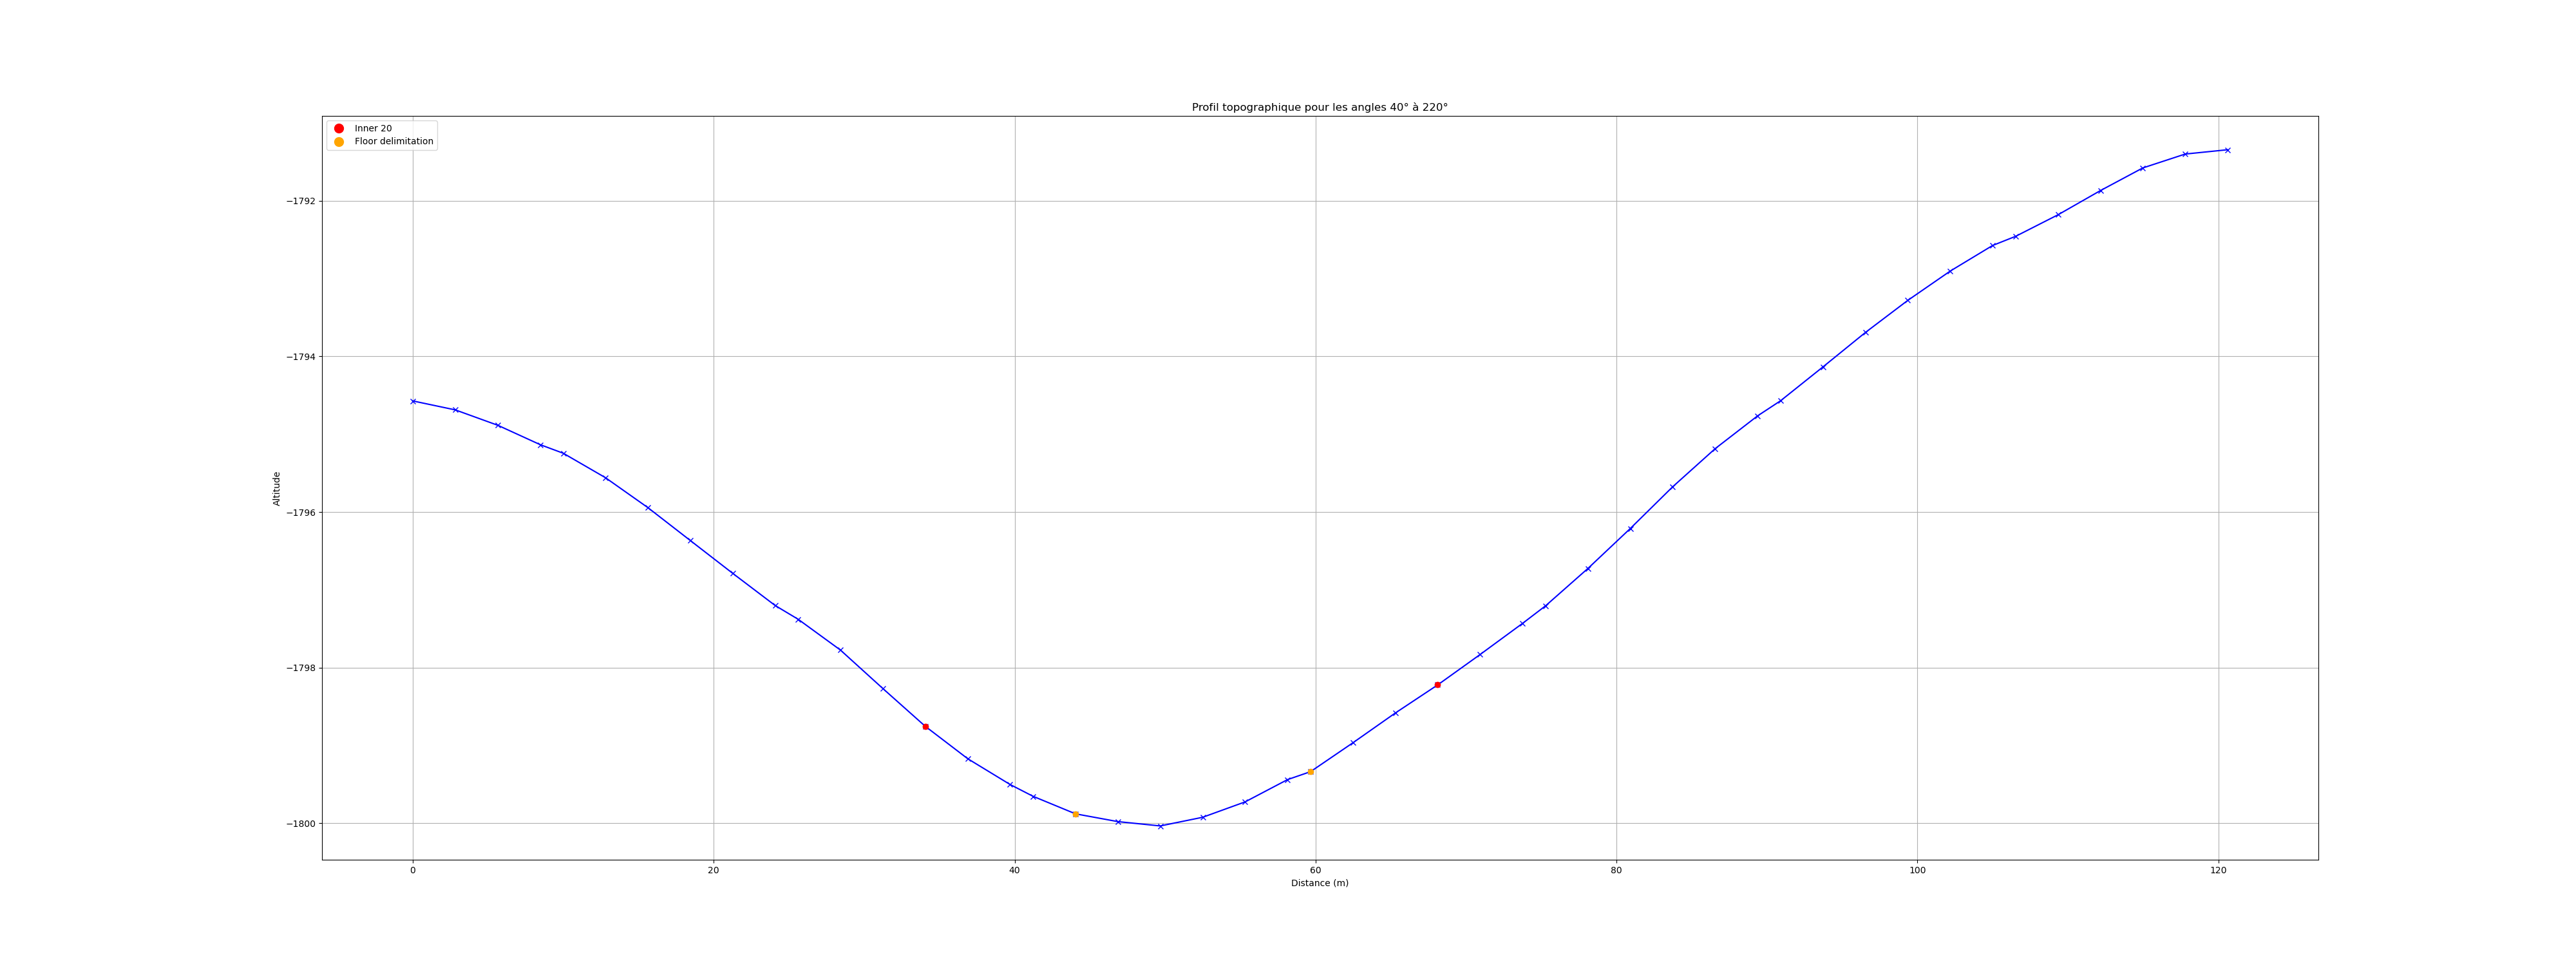 Profil topographique pour les angles 40° à 220°
Inner 20
Floor delimitation
−1792
−1794
−1796
−1798
−1800
Altitude
0 20 40 60 80 100 120
Distance (m)